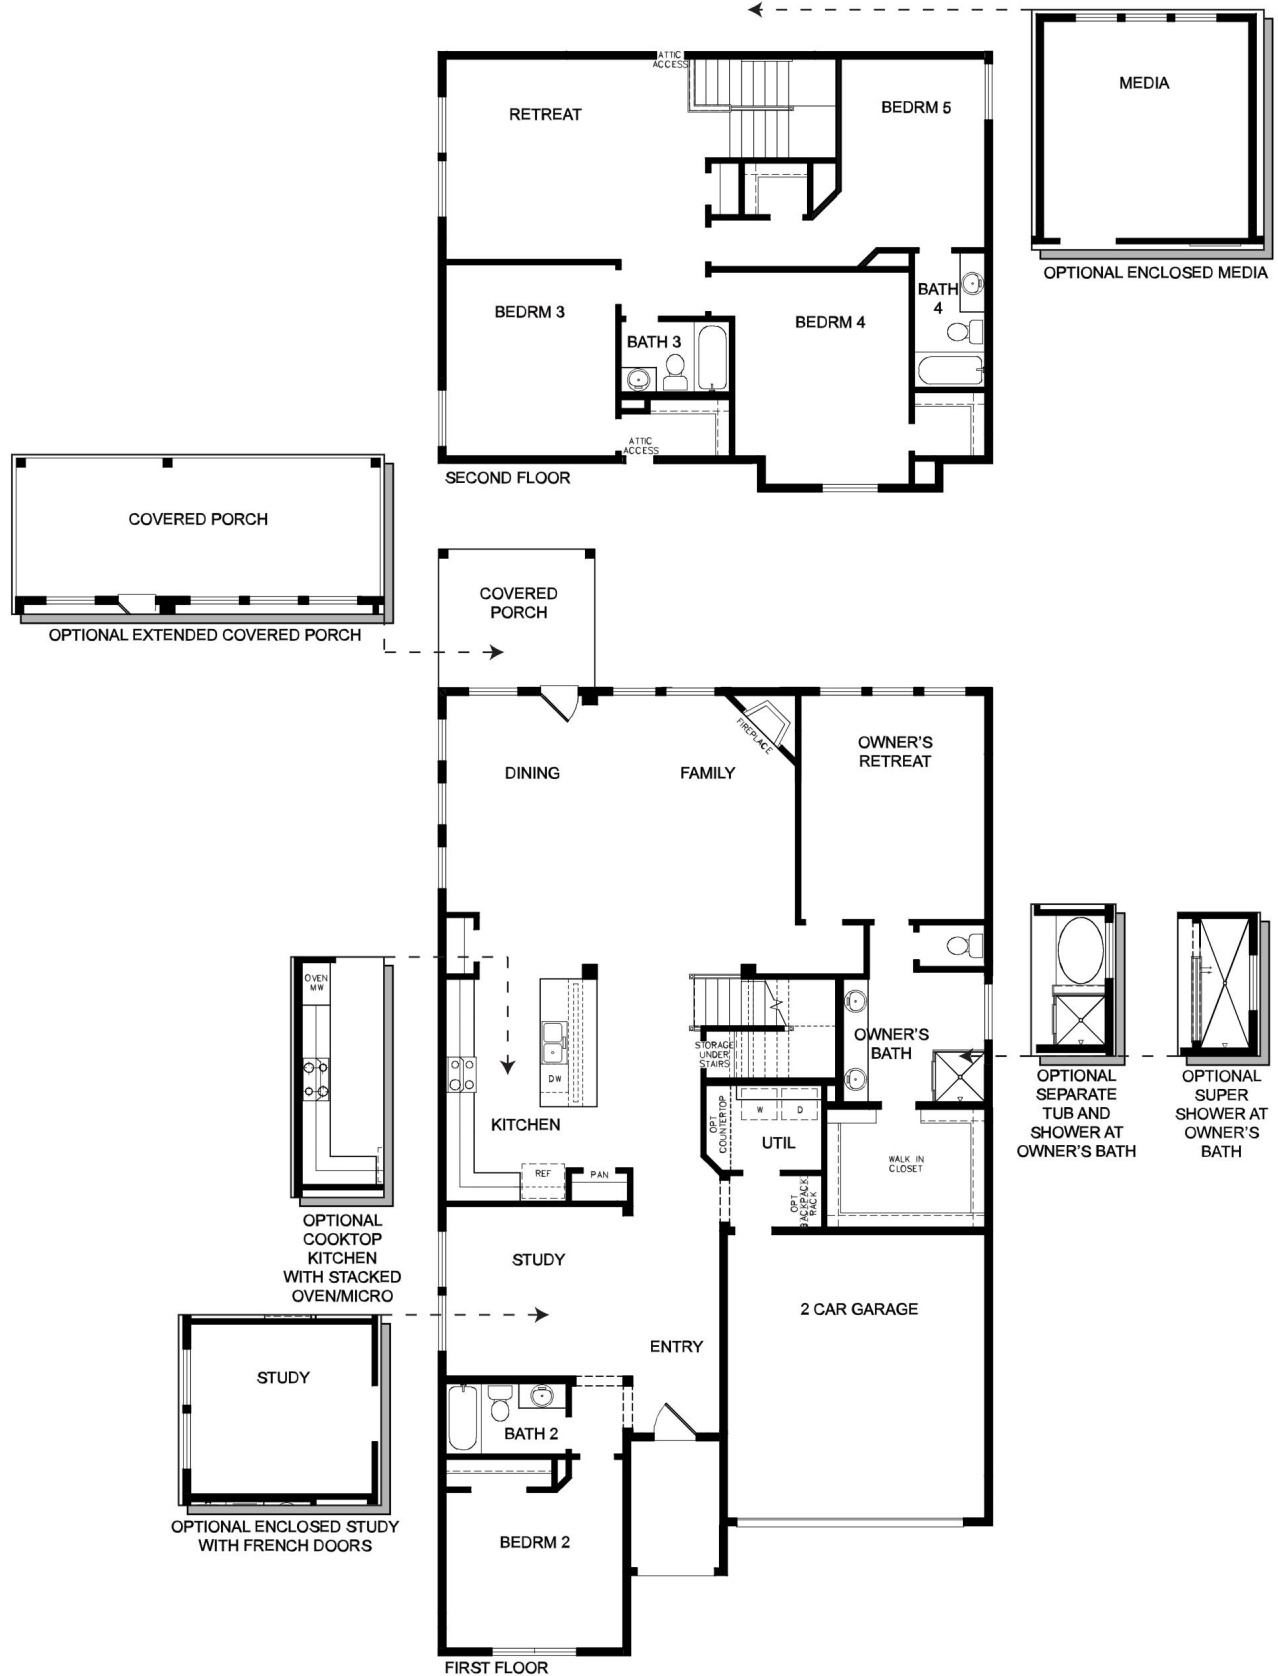 ATTIC
ACCESS
RETREAT
BEDRM 5
MEDIA
OPTIONAL ENCLOSED MEDIA
BEDRM 3
BEDRM 4
BATH
4
BATH 3
ATTIC
ACCESS
SECOND FLOOR
COVERED PORCH
OPTIONAL EXTENDED COVERED PORCH
COVERED
PORCH
FIREPLACE
DINING
FAMILY
OWNER'S
RETREAT
OVEN
MW
OPTIONAL
COOKTOP
KITCHEN
WITH STACKED
OVEN/MICRO
DW
KITCHEN
REF
PAN
STORAGE
UNDER
STAIRS
OWNER'S
BATH
OPTIONAL
SEPARATE
TUB AND
SHOWER AT
OWNER'S BATH
OPTIONAL
SUPER
SHOWER AT
OWNER'S
BATH
OPT
COUNTERTOP
W
D
UTIL
OPT
BACKPACK
RACK
WALK IN
CLOSET
STUDY
ENTRY
2 CAR GARAGE
STUDY
OPTIONAL ENCLOSED STUDY
WITH FRENCH DOORS
BATH 2
BEDRM 2
FIRST FLOOR